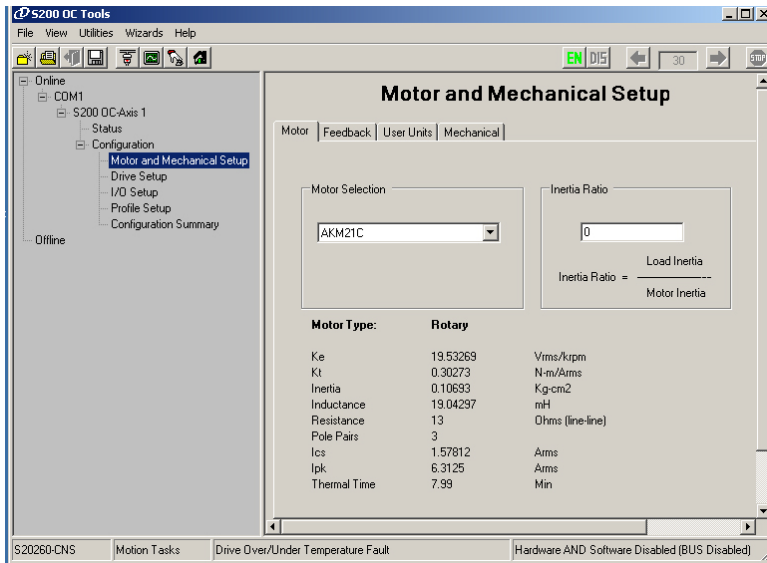 S200 OC Tools
File View Utilities Wizards Help
EN DIS 30 STOP
Online
COM1
S200 OC-Axis 1
Status
Configuration
Motor and Mechanical Setup
Drive Setup
I/O Setup
Profile Setup
Configuration Summary
Offline
Motor and Mechanical Setup
Motor Feedback User Units Mechanical
Motor Selection
AKM21C
Inertia Ratio
0
Load Inertia
Inertia Ratio = -----------
Motor Inertia
Motor Type: Rotary
Ke 19.53269 Vrms/krpm
Kt 0.30273 N-m/Arms
Inertia 0.10693 Kg-cm2
Inductance 19.04297 mH
Resistance 13 Ohms (line-line)
Pole Pairs 3
Ics 1.57812 Arms
Ipk 6.3125 Arms
Thermal Time 7.99 Min
S20260-CNS Motion Tasks Drive Over/Under Temperature Fault Hardware AND Software Disabled (BUS Disabled)